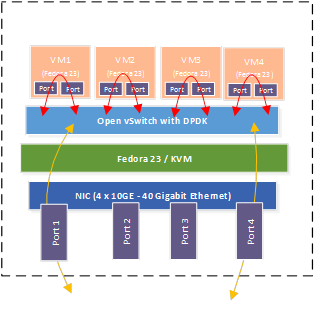 VM1
(Fedora 23)
Port
Port
VM2
(Fedora 23)
Port
Port
VM3
(Fedora 23)
Port
Port
VM4
(Fedora 23)
Port
Port
Open vSwitch with DPDK
Fedora 23 / KVM
NIC (4 x 10GE - 40 Gigabit Ethernet)
Port 1
Port 2
Port 3
Port 4